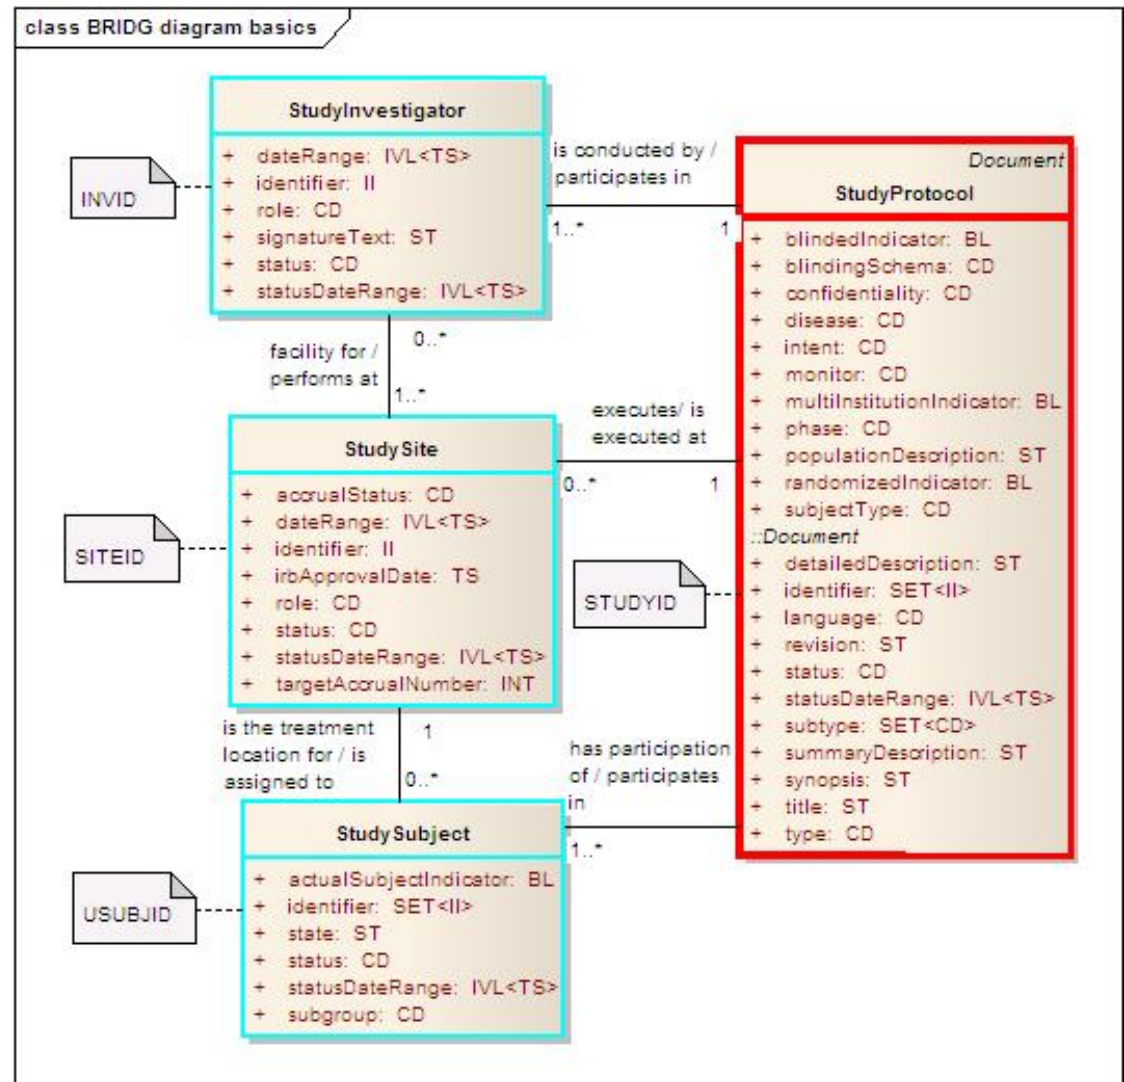 class BRIDG diagram basics
StudyInvestigator
+ dateRange: IVL<TS>
+ identifier: II
+ role: CD
+ signatureText: ST
+ status: CD
+ statusDateRange: IVL<TS>
INVID
is conducted by /
participates in
1..*
1
Document
StudyProtocol
+ blindedIndicator: BL
+ blindingSchema: CD
+ confidentiality: CD
+ disease: CD
+ intent: CD
+ monitor: CD
+ multiInstitutionIndicator: BL
+ phase: CD
+ populationDescription: ST
+ randomizedIndicator: BL
+ subjectType: CD
::Document
+ detailedDescription: ST
+ identifier: SET<II>
+ language: CD
+ revision: ST
+ status: CD
+ statusDateRange: IVL<TS>
+ subtype: SET<CD>
+ summaryDescription: ST
+ synopsis: ST
+ title: ST
+ type: CD
0..*
facility for /
performs at
1..*
executes/ is
executed at
0..*
1
StudySite
+ accrualStatus: CD
+ dateRange: IVL<TS>
+ identifier: II
+ irbApprovalDate: TS
+ role: CD
+ status: CD
+ statusDateRange: IVL<TS>
+ targetAccrualNumber: INT
SITEID
STUDYID
is the treatment
location for / is
assigned to
1
0..*
has participation
of / participates
in
1..*
StudySubject
+ actualSubjectIndicator: BL
+ identifier: SET<II>
+ state: ST
+ status: CD
+ statusDateRange: IVL<TS>
+ subgroup: CD
USUBJID